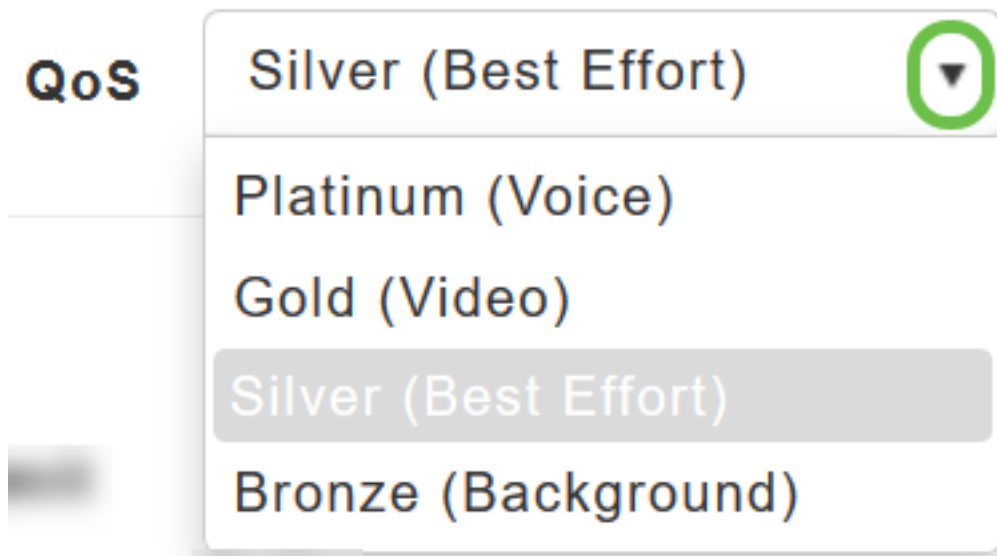 QoS Silver (Best Effort)
Platinum (Voice)
Gold (Video)
Silver (Best Effort)
Bronze (Background)